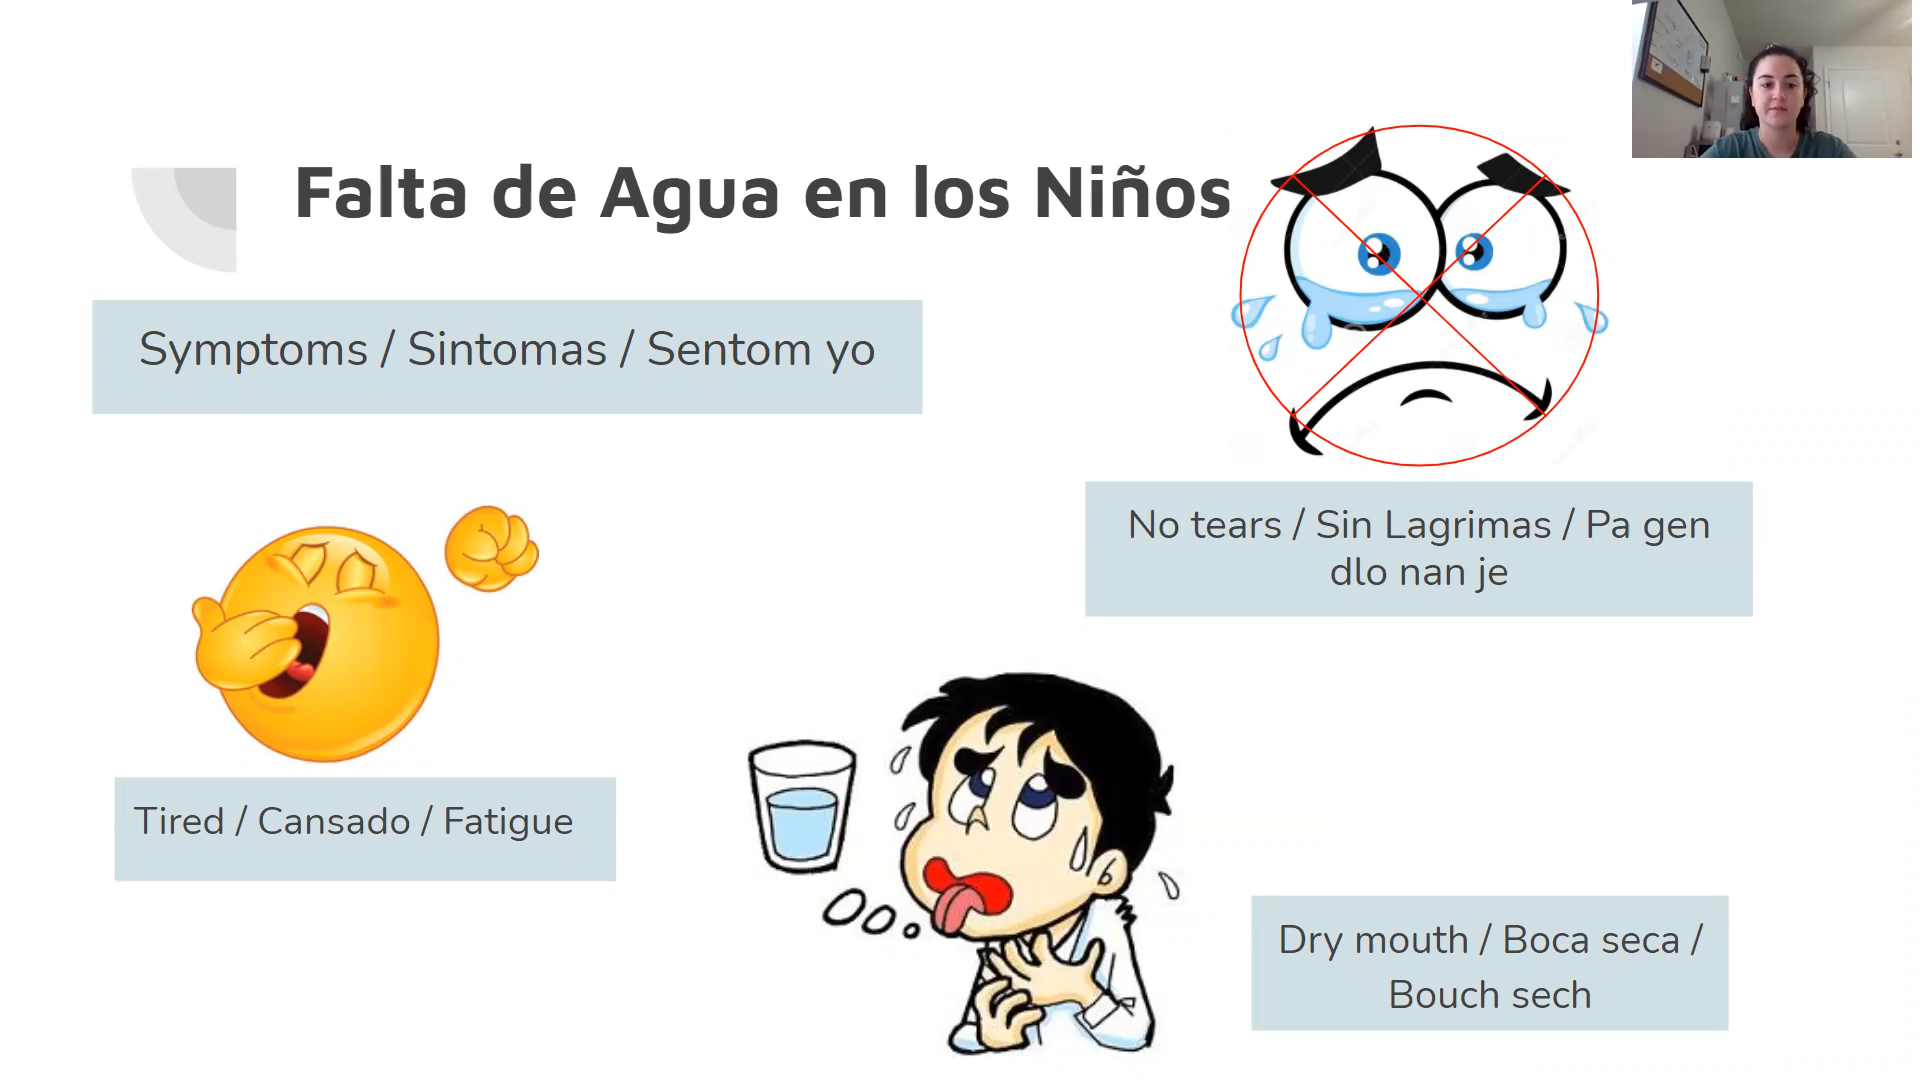 Falta de Agua en los Niños
Symptoms / Sintomas / Sentom yo
No tears / Sin Lagrimas / Pa gen
dlo nan je
Tired / Cansado / Fatigue
Dry mouth / Boca seca /
Bouch sech